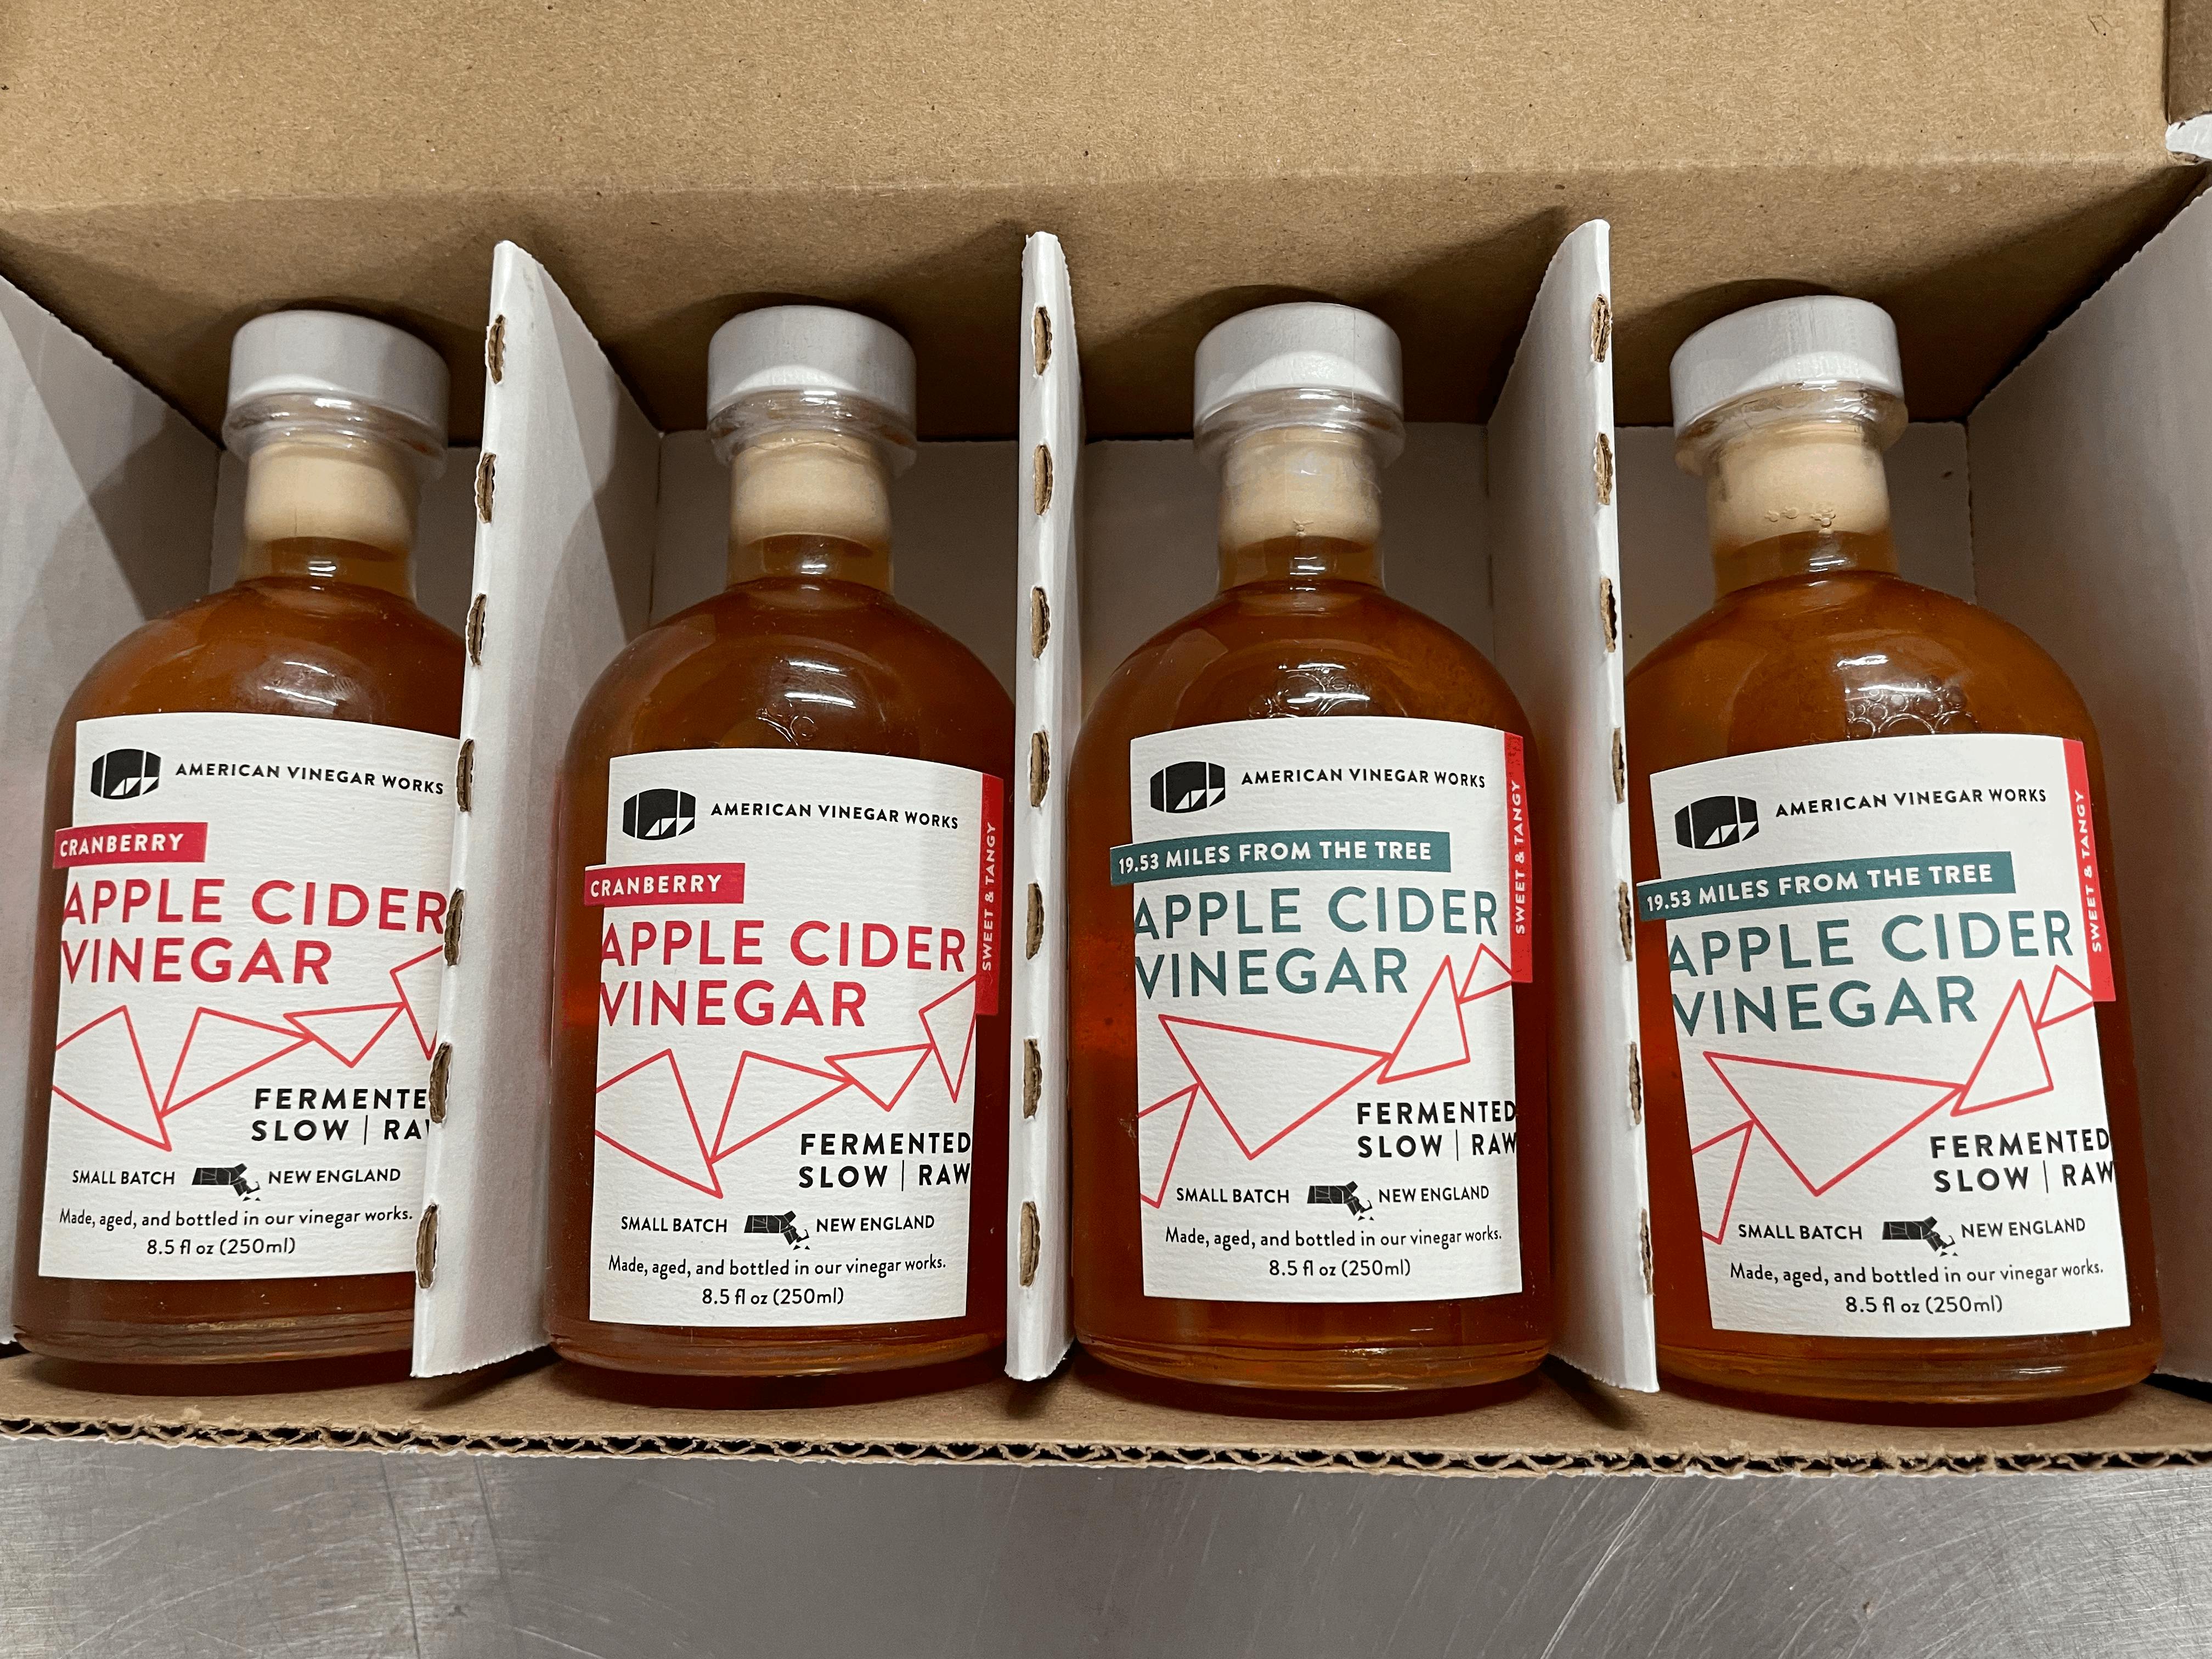 AMERICAN VINEGAR WORKS
CRANBERRY
APPLE CIDER
VINEGAR
FERMENTE
SLOW | RA
SMALL BATCH NEW ENGLAND
Made, aged, and bottled in our vinegar works.
8.5 fl oz (250ml)
AMERICAN VINEGAR WORKS
CRANBERRY
APPLE CIDER
VINEGAR
SWEET & TANGY
FERMENTED
SLOW | RAW
SMALL BATCH NEW ENGLAND
Made, aged, and bottled in our vinegar works.
8.5 fl oz (250ml)
AMERICAN VINEGAR WORKS
19.53 MILES FROM THE TREE
APPLE CIDER
VINEGAR
SWEET & TANGY
FERMENTED
SLOW | RAW
SMALL BATCH NEW ENGLAND
Made, aged, and bottled in our vinegar works.
8.5 fl oz (250ml)
AMERICAN VINEGAR WORKS
19.53 MILES FROM THE TREE
APPLE CIDER
VINEGAR
SWEET & TANGY
FERMENTED
SLOW | RAW
SMALL BATCH NEW ENGLAND
Made, aged, and bottled in our vinegar works.
8.5 fl oz (250ml)